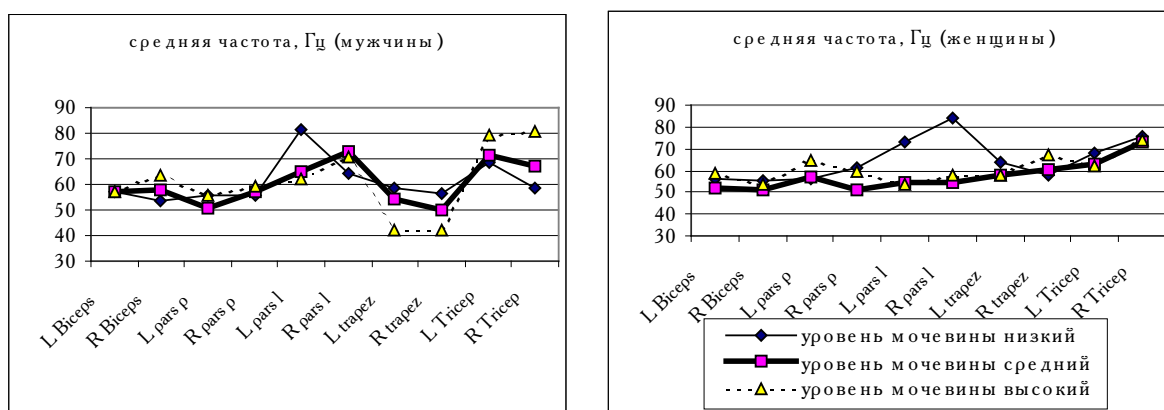 средняя частота, Гц (мужчины)
90
80
70
60
50
40
30
L Biceps
R Biceps
L pars p
R pars p
L pars l
R pars l
L trapez
R trapez
L Tricep
R Tricep
средняя частота, Гц (женщины)
90
80
70
60
50
40
30
L Biceps
R Biceps
L pars p
R pars p
L pars l
R pars l
L trapez
R trapez
L Tricep
R Tricep
уровень мочевины низкий
уровень мочевины средний
уровень мочевины высокий